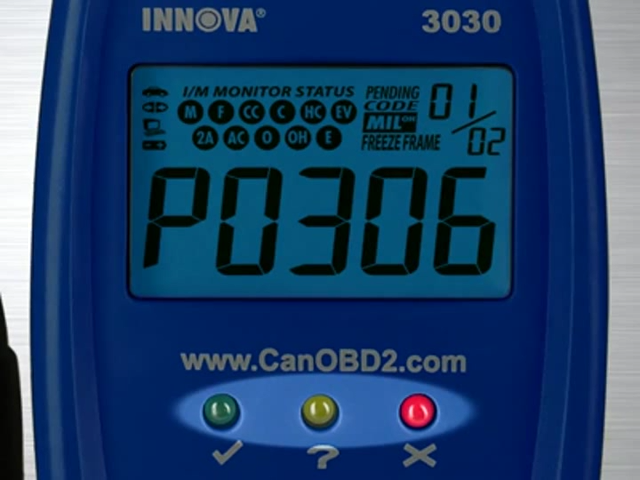 INNOVA® 3030
I/M MONITOR STATUS PENDING 01
M F CC C HC EV CODE
MIL ON / 02
2A AC O OH E FREEZE FRAME
P0306
www.CanOBD2.com
✓ ? ✕